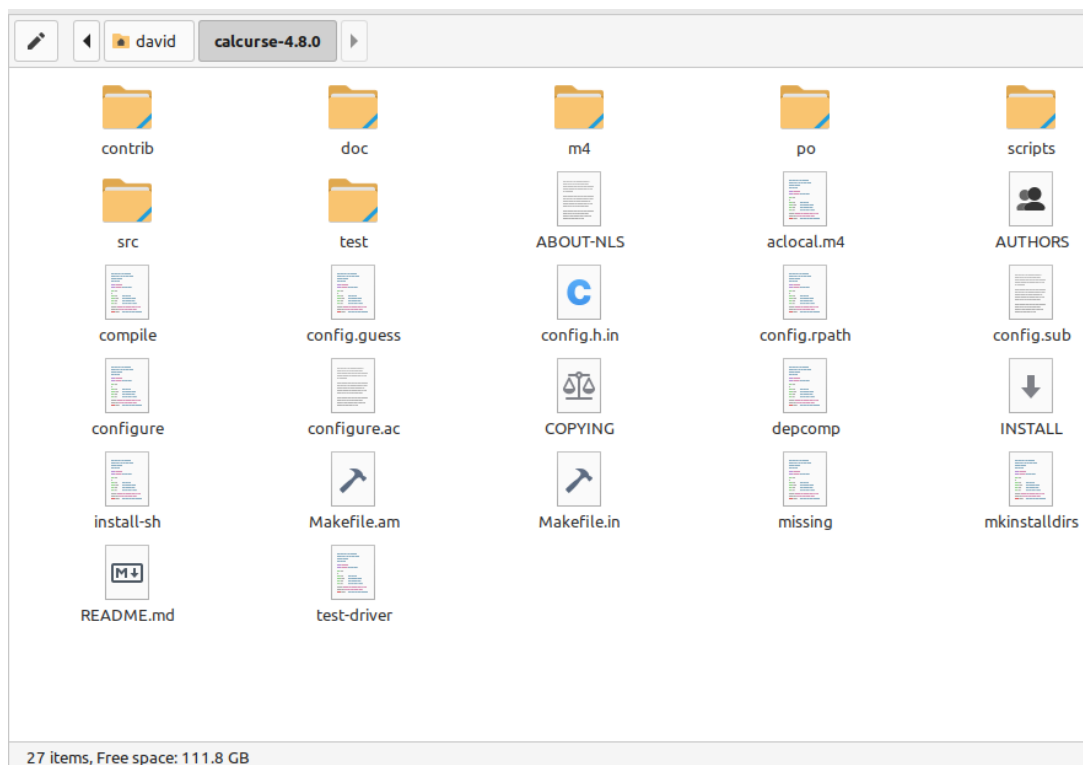 david calcurse-4.8.0
contrib doc m4 po scripts
src test ABOUT-NLS aclocal.m4 AUTHORS
compile config.guess config.h.in config.rpath config.sub
configure configure.ac COPYING depcomp INSTALL
install-sh Makefile.am Makefile.in missing mkinstalldirs
README.md test-driver
27 items, Free space: 111.8 GB